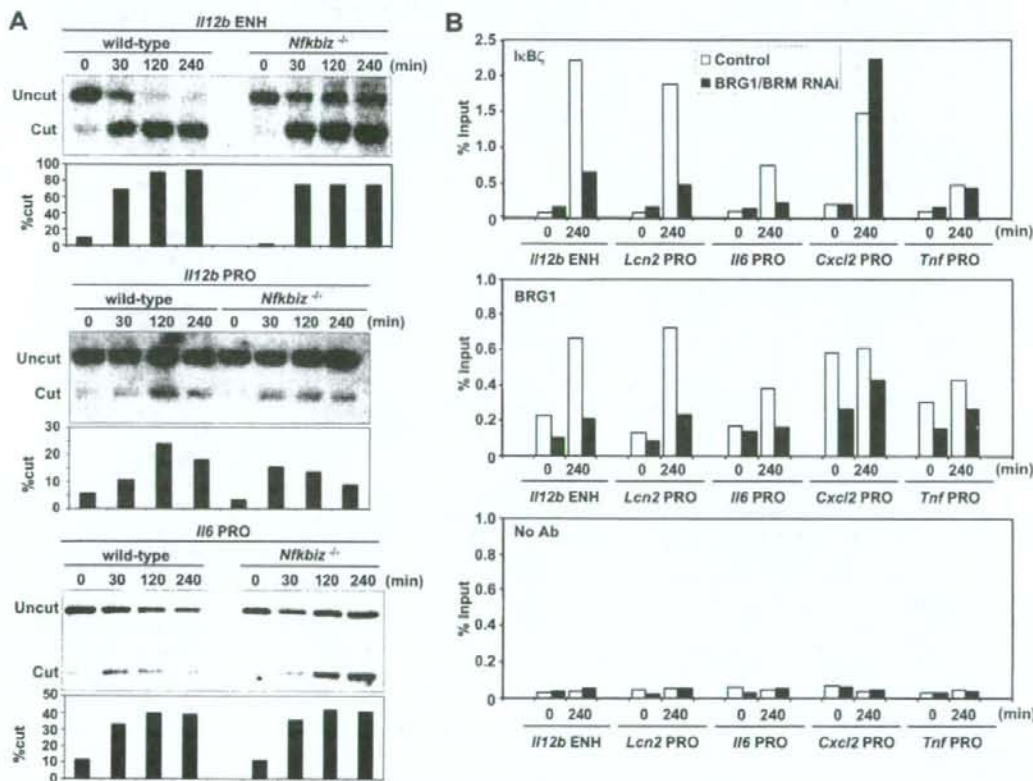 A
Il12b ENH
wild-type Nfkbiz -/-
0 30 120 240 0 30 120 240 (min)
Uncut
Cut
100
80
60
40
20
0
%cut
Il12b PRO
wild-type Nfkbiz -/-
0 30 120 240 0 30 120 240 (min)
Uncut
Cut
30
20
10
0
%cut
Il6 PRO
wild-type Nfkbiz -/-
0 30 120 240 0 30 120 240 (min)
Uncut
Cut
50
40
30
20
10
0
%cut
B
IκBζ
Control
BRG1/BRM RNAi
2.5
2.0
1.5
1.0
0.5
0
% Input
0 240 0 240 0 240 0 240 0 240 (min)
Il12b ENH Lcn2 PRO Il6 PRO Cxcl2 PRO Tnf PRO
BRG1
1.0
0.8
0.6
0.4
0.2
0
% Input
0 240 0 240 0 240 0 240 0 240 (min)
Il12b ENH Lcn2 PRO Il6 PRO Cxcl2 PRO Tnf PRO
No Ab
1.0
0.8
0.6
0.4
0.2
0
% Input
0 240 0 240 0 240 0 240 0 240 (min)
Il12b ENH Lcn2 PRO Il6 PRO Cxcl2 PRO Tnf PRO